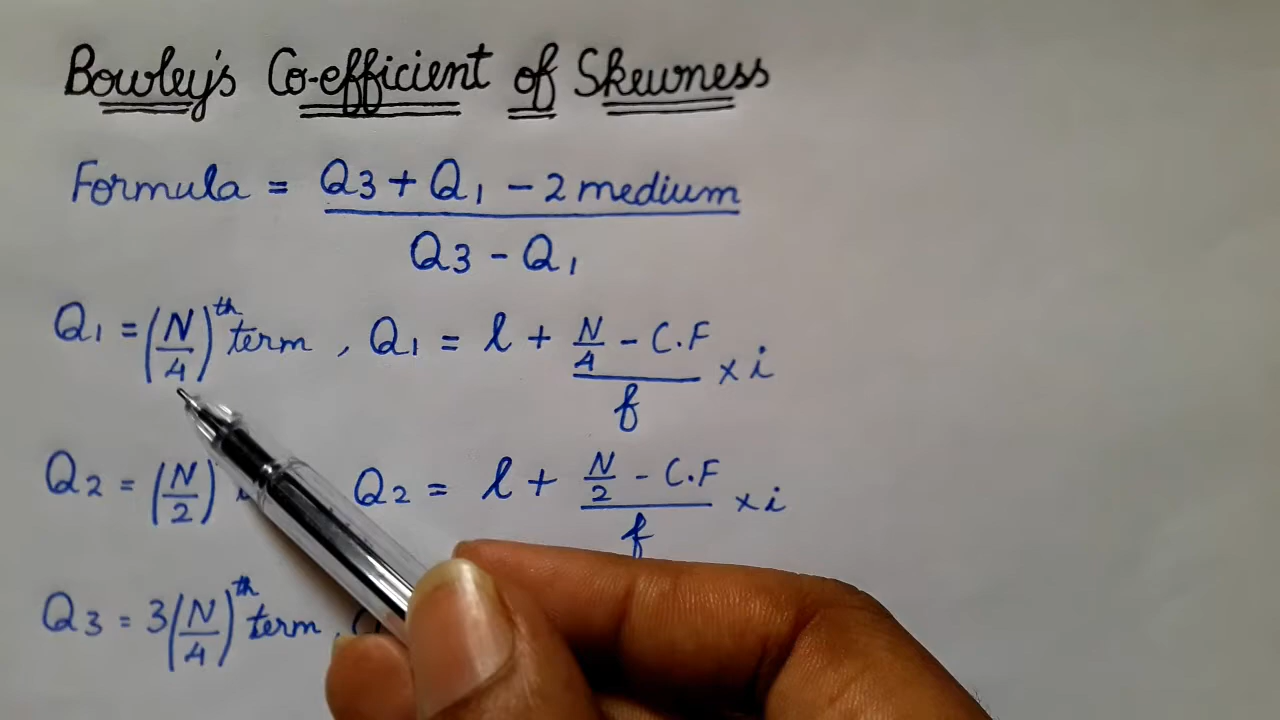 Bowley's Co-efficient of Skewness
Formula = Q3 + Q1 - 2 medium
Q3 - Q1
Q1 = (N/4)th term, Q1 = l + N/4 - C.F
f
× i
Q2 = (N/2) Q2 = l + N/2 - C.F
f
× i
Q3 = 3(N/4)th term,